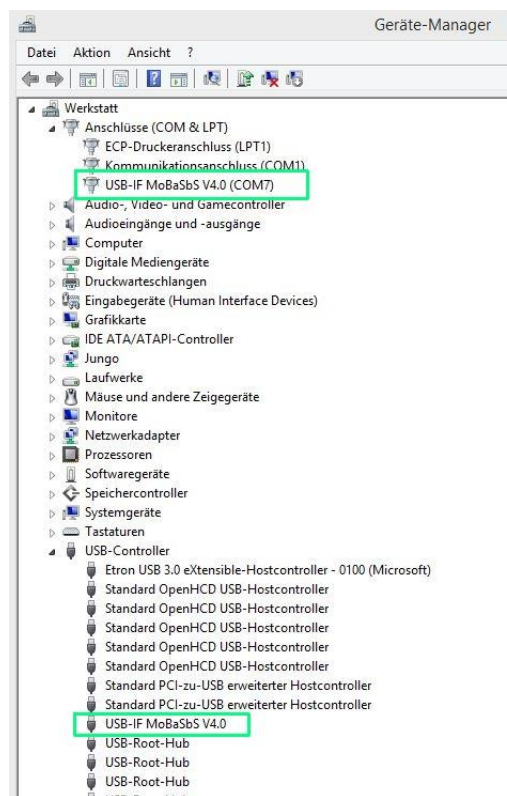 Geräte-Manager
Datei Aktion Ansicht ?
Werkstatt
Anschlüsse (COM & LPT)
ECP-Druckeranschluss (LPT1)
Kommunikationsanschluss (COM1)
USB-IF MoBaSbS V4.0 (COM7)
Audio-, Video- und Gamecontroller
Audioeingänge und -ausgänge
Computer
Digitale Mediengeräte
Druckwarteschlangen
Eingabegeräte (Human Interface Devices)
Grafikkarte
IDE ATA/ATAPI-Controller
Jungo
Laufwerke
Mäuse und andere Zeigegeräte
Monitore
Netzwerkadapter
Prozessoren
Softwaregeräte
Speichercontroller
Systemgeräte
Tastaturen
USB-Controller
Etron USB 3.0 eXtensible-Hostcontroller - 0100 (Microsoft)
Standard OpenHCD USB-Hostcontroller
Standard OpenHCD USB-Hostcontroller
Standard OpenHCD USB-Hostcontroller
Standard OpenHCD USB-Hostcontroller
Standard OpenHCD USB-Hostcontroller
Standard PCI-zu-USB erweiterter Hostcontroller
Standard PCI-zu-USB erweiterter Hostcontroller
USB-IF MoBaSbS V4.0
USB-Root-Hub
USB-Root-Hub
USB-Root-Hub